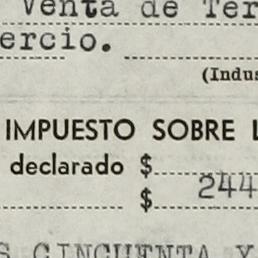 Venta de Ter
ercio.
(Indus
IMPUESTO SOBRE L
declarado $
$ 244
S CINCUENTA Y